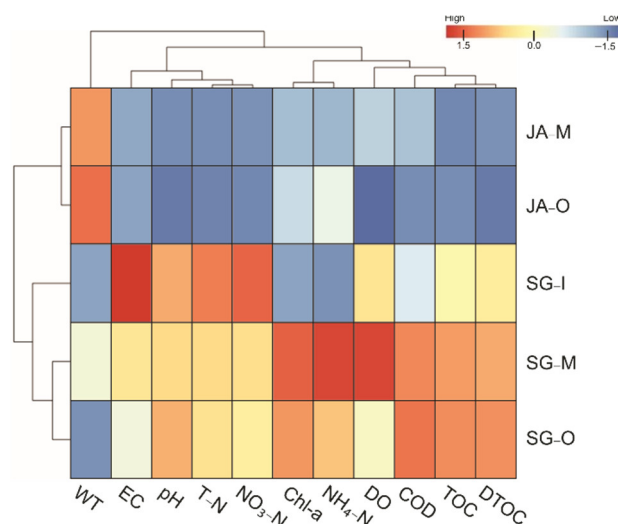 High Low
1.5 0.0 −1.5
JA–M
JA–O
SG–I
SG–M
SG–O
WT EC pH T–N NO₃–N Chl-a NH₄–N DO COD TOC DTOC